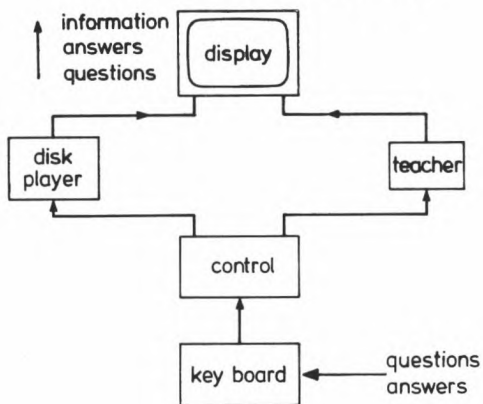 information
answers
questions
display
disk
player
teacher
control
key board
questions
answers